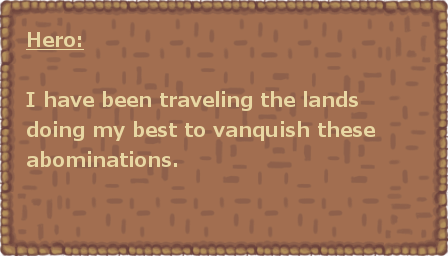 Hero:
I have been traveling the lands
doing my best to vanquish these
abominations.